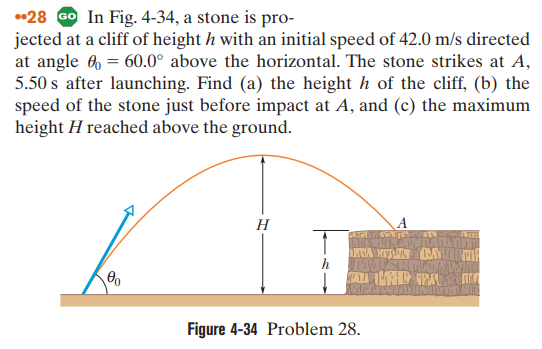 ••28 GO In Fig. 4-34, a stone is pro-
jected at a cliff of height h with an initial speed of 42.0 m/s directed
at angle θ₀ = 60.0° above the horizontal. The stone strikes at A,
5.50 s after launching. Find (a) the height h of the cliff, (b) the
speed of the stone just before impact at A, and (c) the maximum
height H reached above the ground.
A
H
h
θ₀
Figure 4-34 Problem 28.